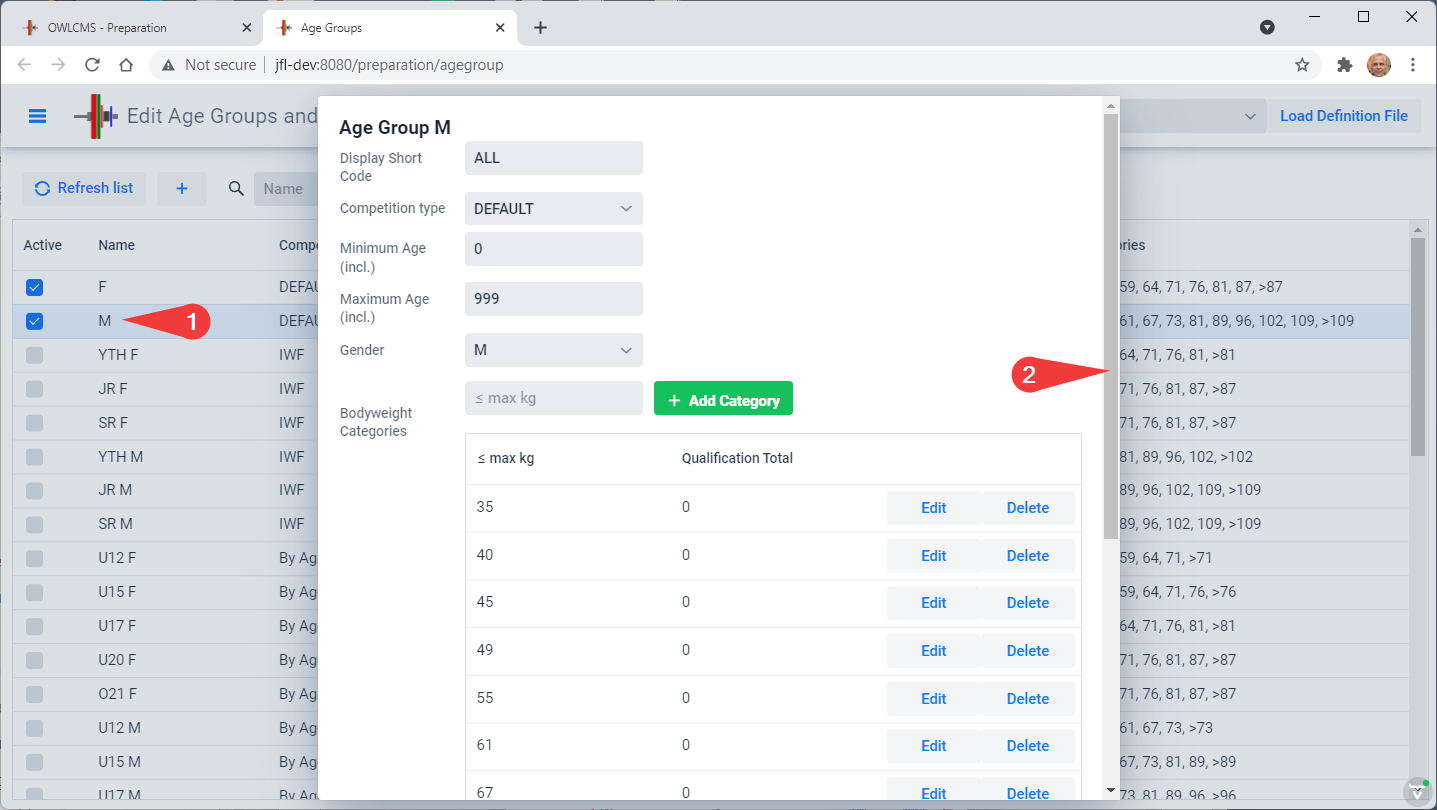 OWLCMS - Preparation
Age Groups
Not secure
jfl-dev:8080/preparation/agegroup
Edit Age Groups and
Load Definition File
Refresh list
+
Name
Active
Name
Compe
ries
F
DEFAU
59, 64, 71, 76, 81, 87, >87
M
1
DEFAU
61, 67, 73, 81, 89, 96, 102, 109, >109
YTH F
IWF
64, 71, 76, 81, >81
JR F
IWF
71, 76, 81, 87, >87
SR F
IWF
71, 76, 81, 87, >87
YTH M
IWF
81, 89, 96, 102, >102
JR M
IWF
89, 96, 102, 109, >109
SR M
IWF
89, 96, 102, 109, >109
U12 F
By Ag
59, 64, 71, >71
U15 F
By Ag
59, 64, 71, 76, >76
U17 F
By Ag
64, 71, 76, 81, >81
U20 F
By Ag
71, 76, 81, 87, >87
O21 F
By Ag
71, 76, 81, 87, >87
U12 M
By Ag
61, 67, 73, >73
U15 M
By Ag
67, 73, 81, 89, >89
U17 M
By Ag
73, 81, 89, 96, >96
Age Group M
Display Short
Code
ALL
Competition type
DEFAULT
Minimum Age
(incl.)
0
Maximum Age
(incl.)
999
Gender
M
2
Bodyweight
Categories
≤ max kg
+ Add Category
≤ max kg
Qualification Total
35
0
Edit
Delete
40
0
Edit
Delete
45
0
Edit
Delete
49
0
Edit
Delete
55
0
Edit
Delete
61
0
Edit
Delete
67
0
Edit
Delete